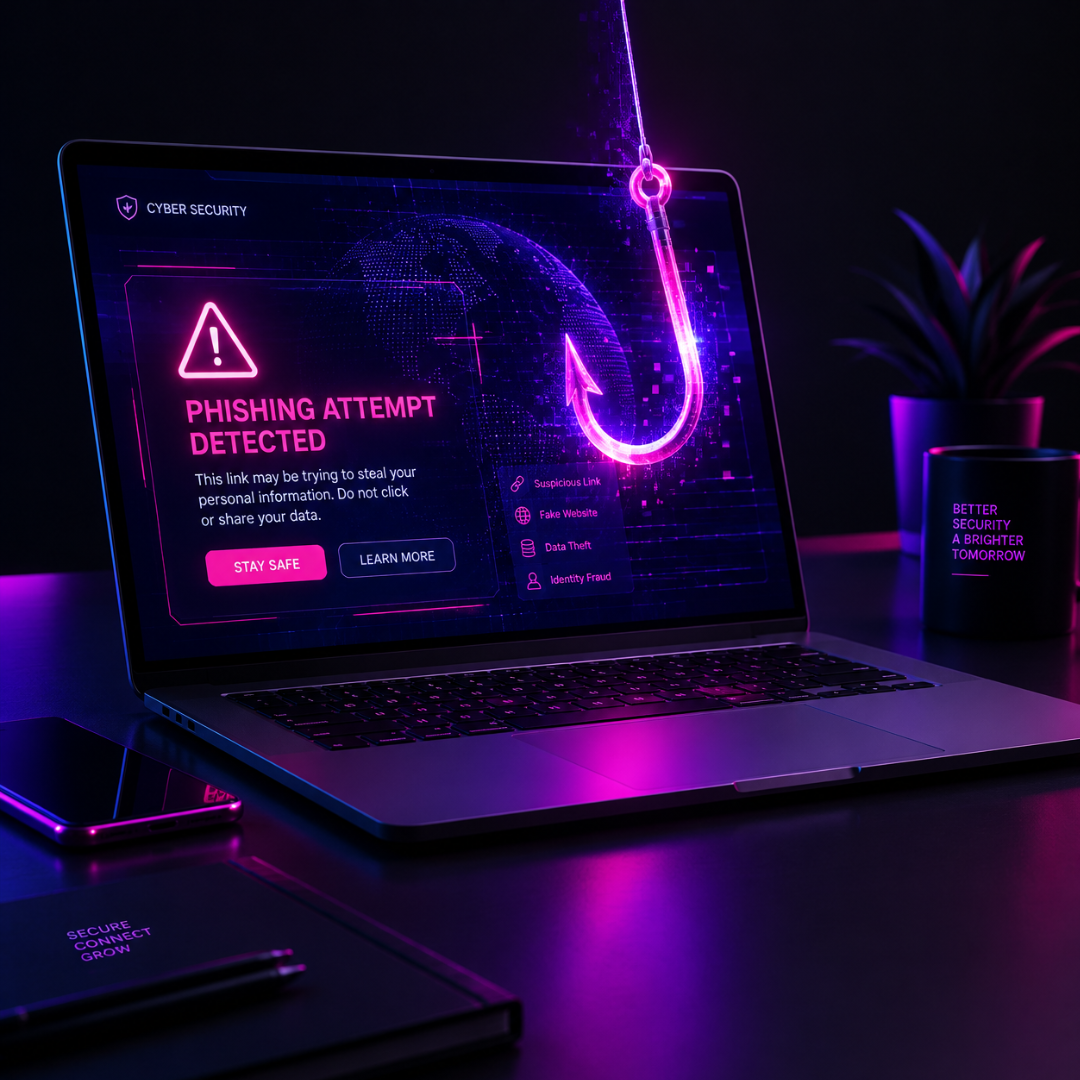 CYBER SECURITY
PHISHING ATTEMPT
DETECTED
This link may be trying to steal your
personal information. Do not click
or share your data.
STAY SAFE
LEARN MORE
Suspicious Link
Fake Website
Data Theft
Identity Fraud
BETTER
SECURITY
A BRIGHTER
TOMORROW
SECURE
CONNECT
GROW